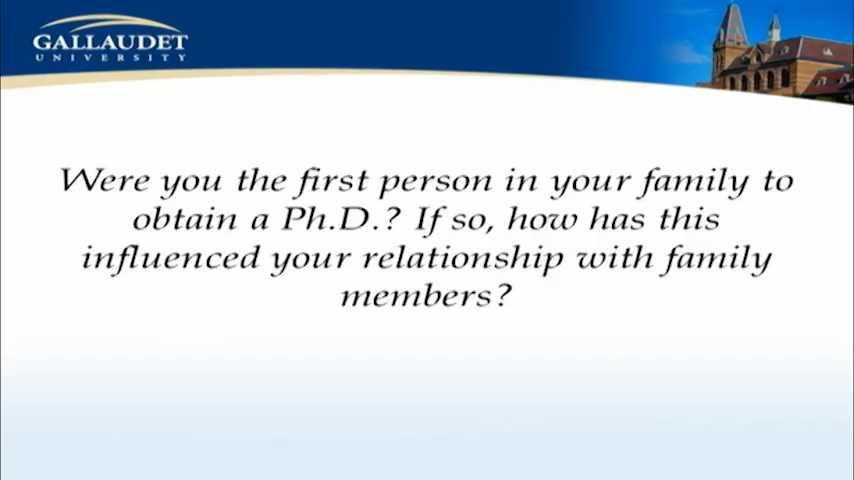 GALLAUDET
UNIVERSITY
Were you the first person in your family to
obtain a Ph.D.? If so, how has this
influenced your relationship with family
members?